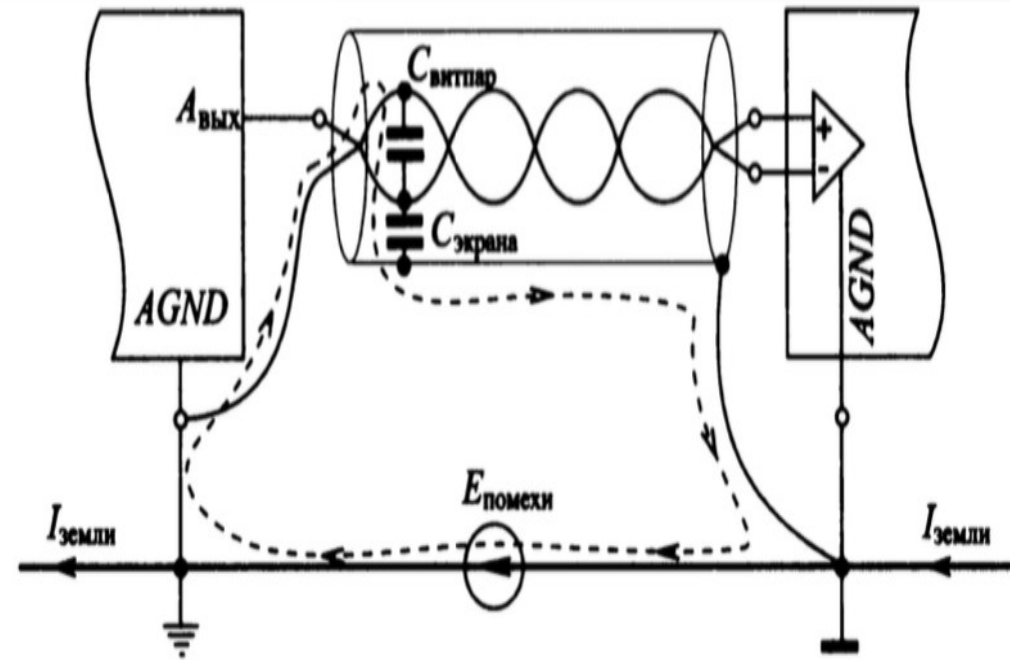 Cвитпар
Aвых
+
-
Cэкрана
AGND
AGND
Eпомехи
Iземли
Iземли